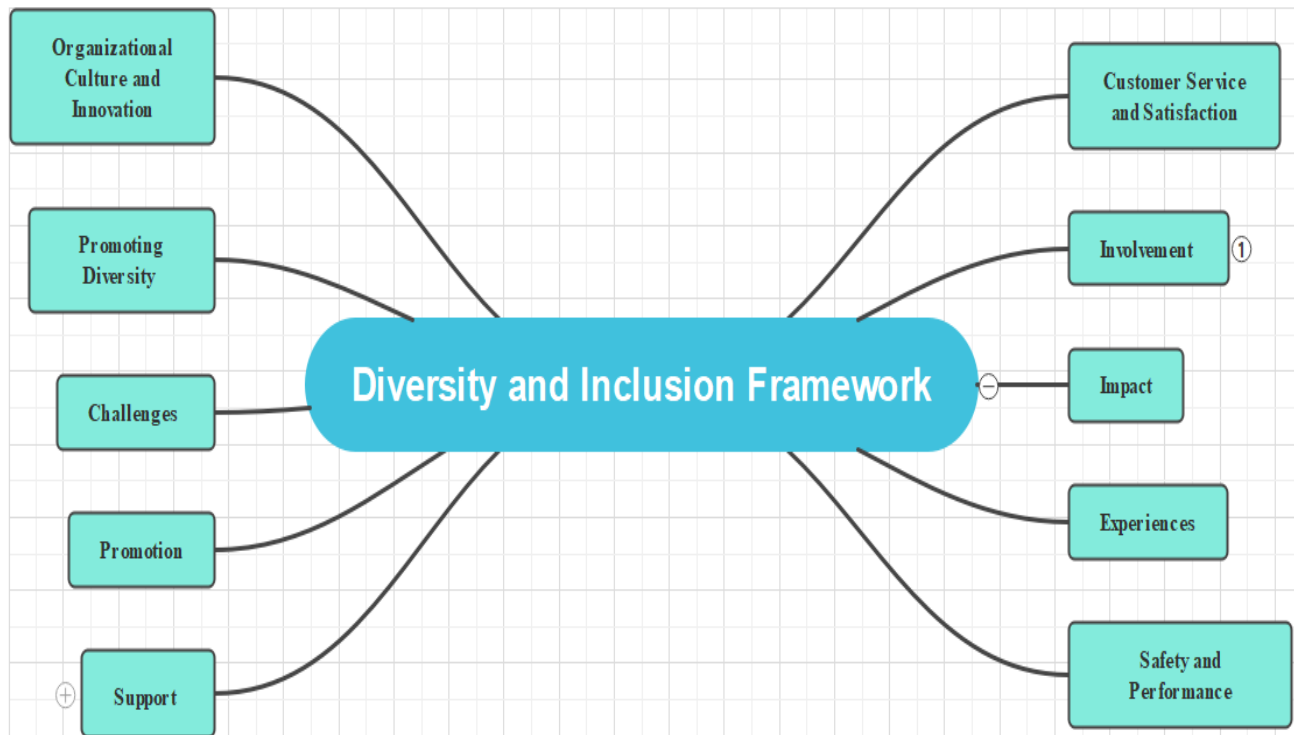 Organizational
Culture and
Innovation
Promoting
Diversity
Challenges
Promotion
Support
Diversity and Inclusion Framework
Customer Service
and Satisfaction
Involvement
1
Impact
Experiences
Safety and
Performance